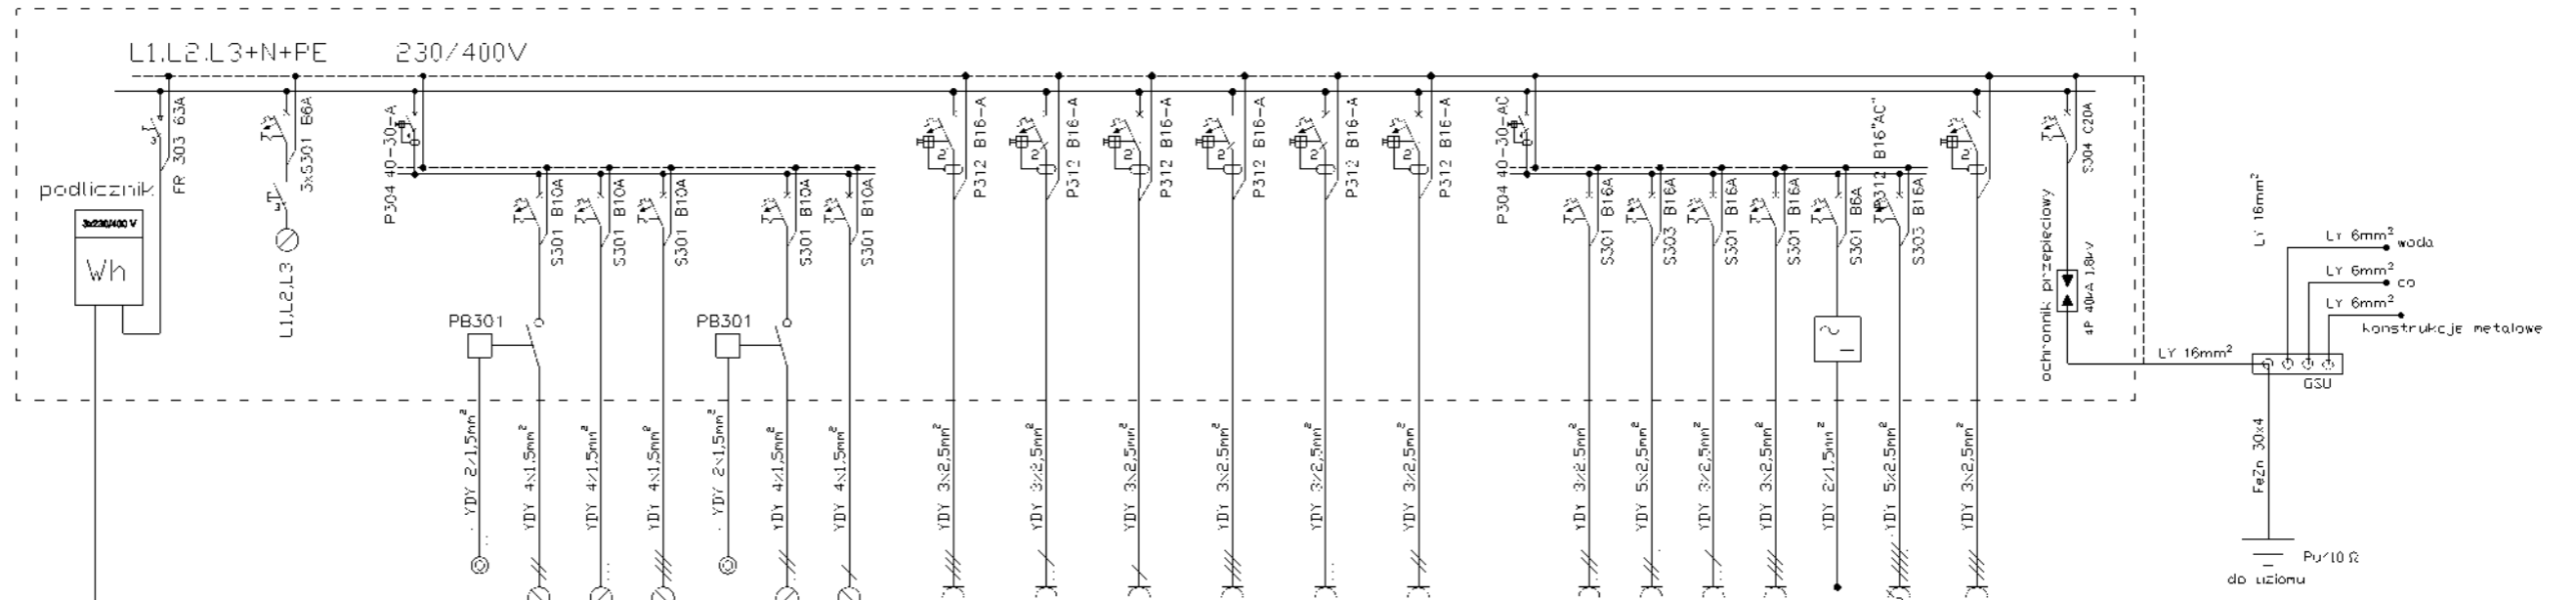 L1,L2,L3+N+PE 230/400V
podlicznik
3x230/400 V
Wh
FR 303 63A
3xS301 B6A
L1,L2,L3
P304 40-30-A
S301 B10A
S301 B10A
S301 B10A
S301 B10A
S301 B10A
PB301
PB301
P312 B16-A
P312 B16-A
P312 B16-A
P312 B16-A
P312 B16-A
P312 B16-A
P304 40-30-AC
S301 B16A
S303 B16A
S301 B16A
S301 B16A
S301 B6A
S303 B16A
P312 B16"AC"
S304 C20A
ochronnik przepięciowy
4P 40kA 1,8kV
YDY 2x1,5mm²
YDY 4x1,5mm²
YDY 4x1,5mm²
YDY 4x1,5mm²
YDY 2x1,5mm²
YDY 4x1,5mm²
YDY 4x1,5mm²
YDY 3x2,5mm²
YDY 3x2,5mm²
YDY 3x2,5mm²
YDY 3x2,5mm²
YDY 3x2,5mm²
YDY 3x2,5mm²
YDY 3x2,5mm²
YDY 5x2,5mm²
YDY 3x2,5mm²
YDY 3x2,5mm²
YDY 2x1,5mm²
YDY 5x2,5mm²
YDY 3x2,5mm²
LY 16mm²
LY 6mm² woda
LY 6mm² co
LY 6mm²
konstrukcje metalowe
LY 16mm²
GSU
FeZn 30x4
do uziomu